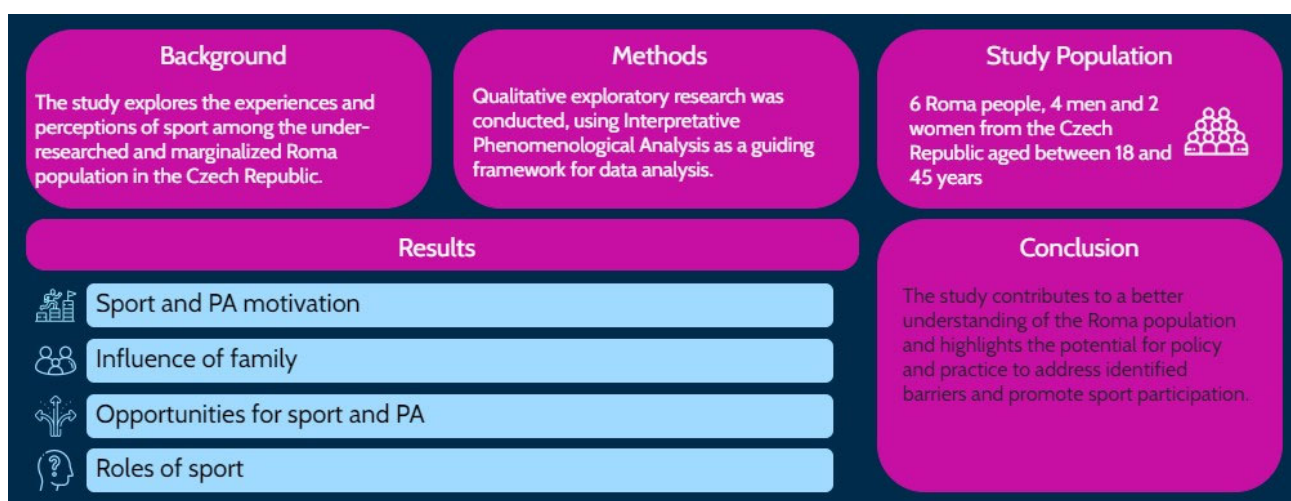 Background
The study explores the experiences and
perceptions of sport among the under-
researched and marginalized Roma
population in the Czech Republic.
Methods
Qualitative exploratory research was
conducted, using Interpretative
Phenomenological Analysis as a guiding
framework for data analysis.
Study Population
6 Roma people, 4 men and 2
women from the Czech
Republic aged between 18 and
45 years
Results
Sport and PA motivation
Influence of family
Opportunities for sport and PA
Roles of sport
Conclusion
The study contributes to a better
understanding of the Roma population
and highlights the potential for policy
and practice to address identified
barriers and promote sport participation.